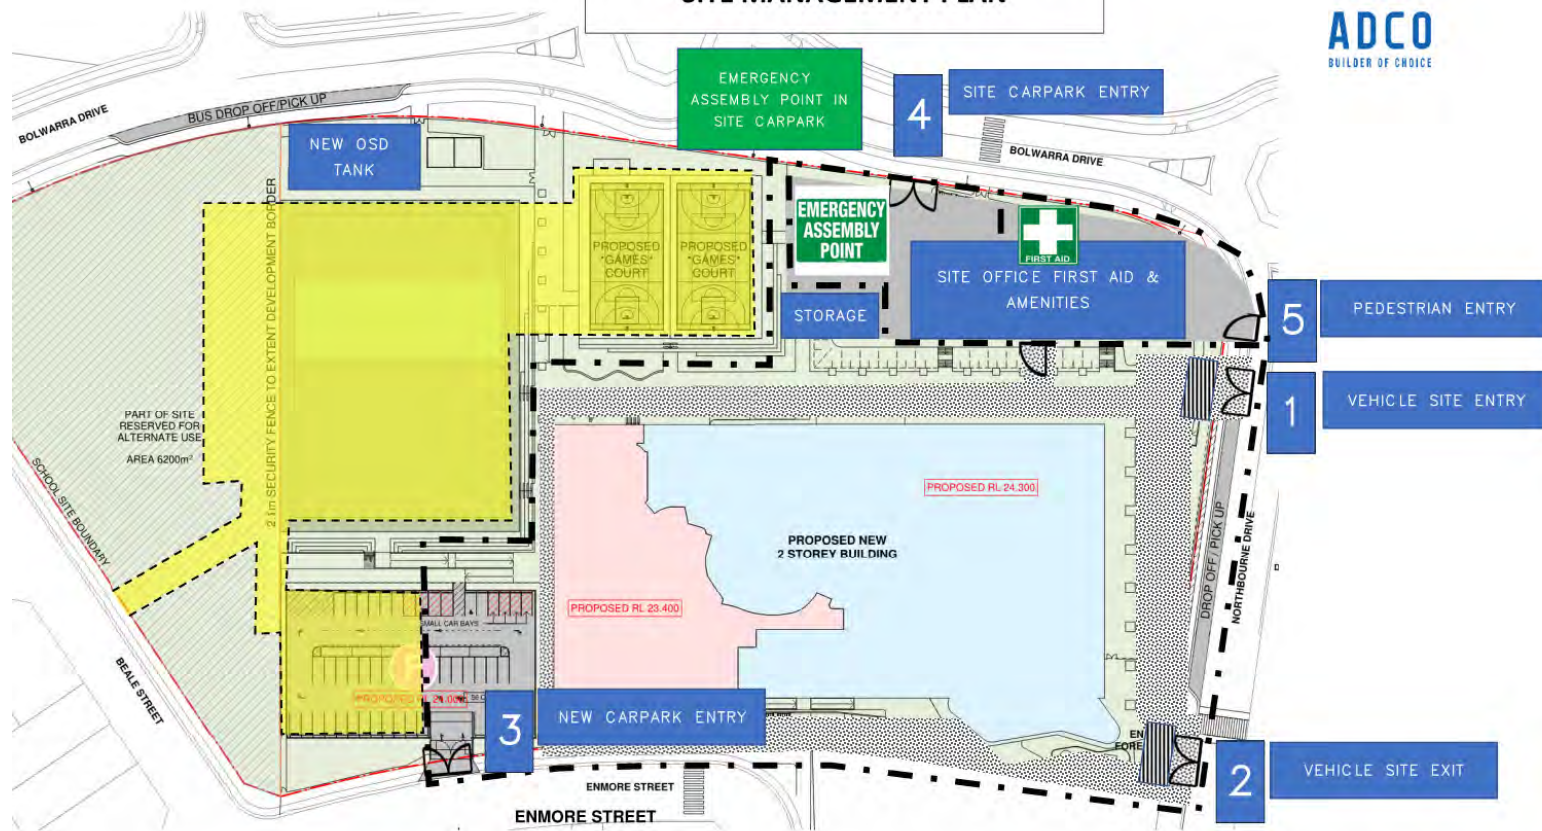 SITE MANAGEMENT PLAN
ADCO
BUILDER OF CHOICE
EMERGENCY
ASSEMBLY POINT IN
SITE CARPARK
4
SITE CARPARK ENTRY
BOLWARRA DRIVE
BUS DROP OFF/PICK UP
NEW OSD
TANK
BOLWARRA DRIVE
EMERGENCY
ASSEMBLY
POINT
FIRST AID
SITE OFFICE FIRST AID &
AMENITIES
STORAGE
PROPOSED
"GAMES"
COURT
PROPOSED
"GAMES"
COURT
5
PEDESTRIAN ENTRY
1
VEHICLE SITE ENTRY
2.1m SECURITY FENCE TO EXTENT DEVELOPMENT BORDER
PART OF SITE
RESERVED FOR
ALTERNATE USE
AREA 6200m²
SCHOOL SITE BOUNDARY
PROPOSED RL 24.300
PROPOSED NEW
2 STOREY BUILDING
PROPOSED RL 23.400
DROP OFF / PICK UP
NORTHBOURNE DRIVE
SMALL CAR BAYS
BEALE STREET
3
NEW CARPARK ENTRY
EN
FORE
2
VEHICLE SITE EXIT
ENMORE STREET
ENMORE STREET